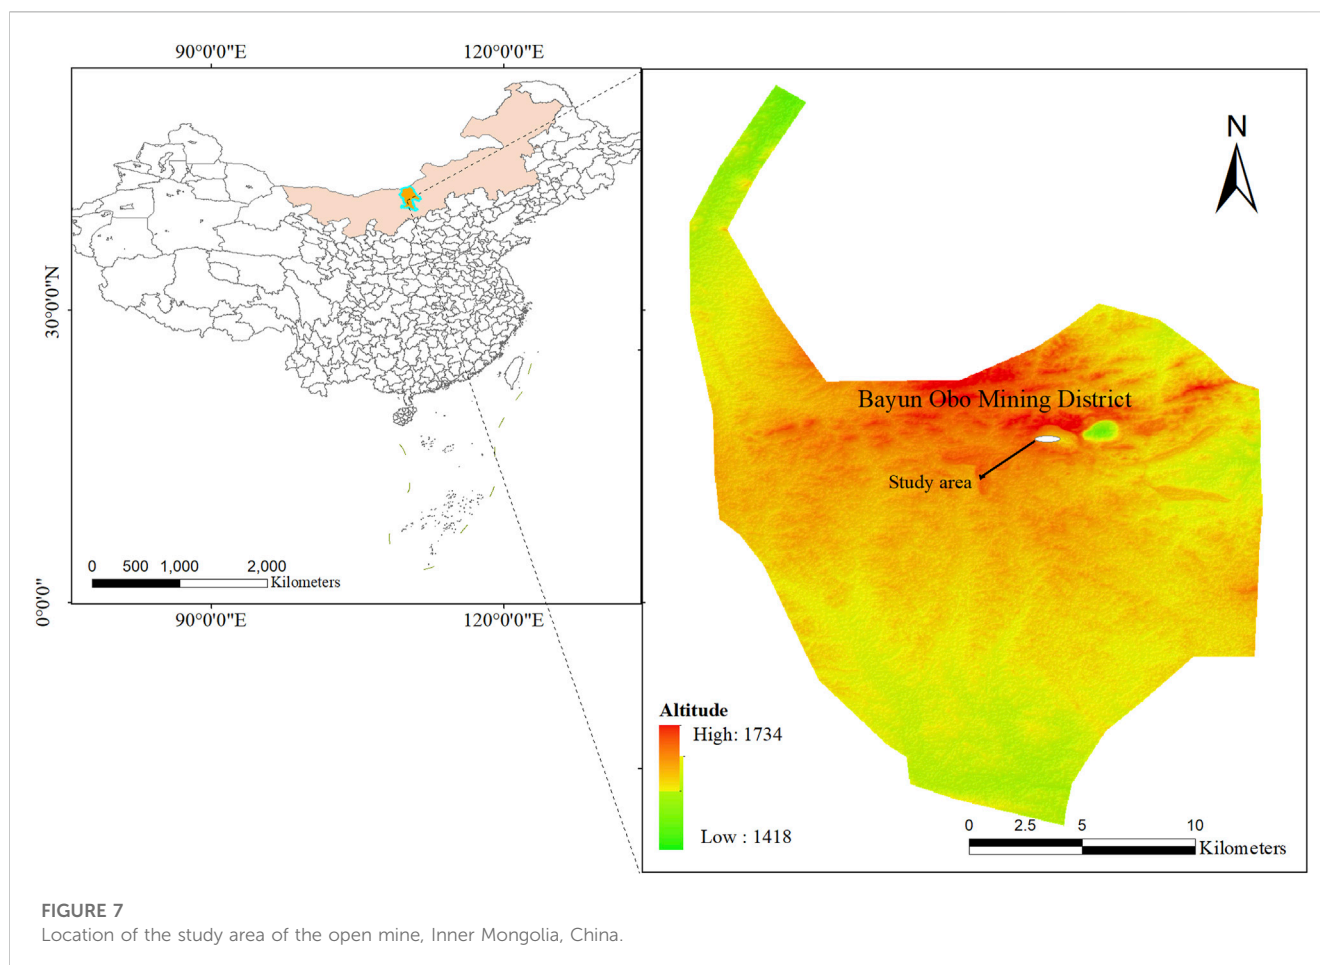 90°0'0"E 120°0'0"E
N
30°0'0"N
Bayun Obo Mining District
Study area
0 500 1,000 2,000
Kilometers
0°0'0"
90°0'0"E 120°0'0"E
Altitude
High: 1734
Low : 1418
0 2.5 5 10
Kilometers
FIGURE 7
Location of the study area of the open mine, Inner Mongolia, China.